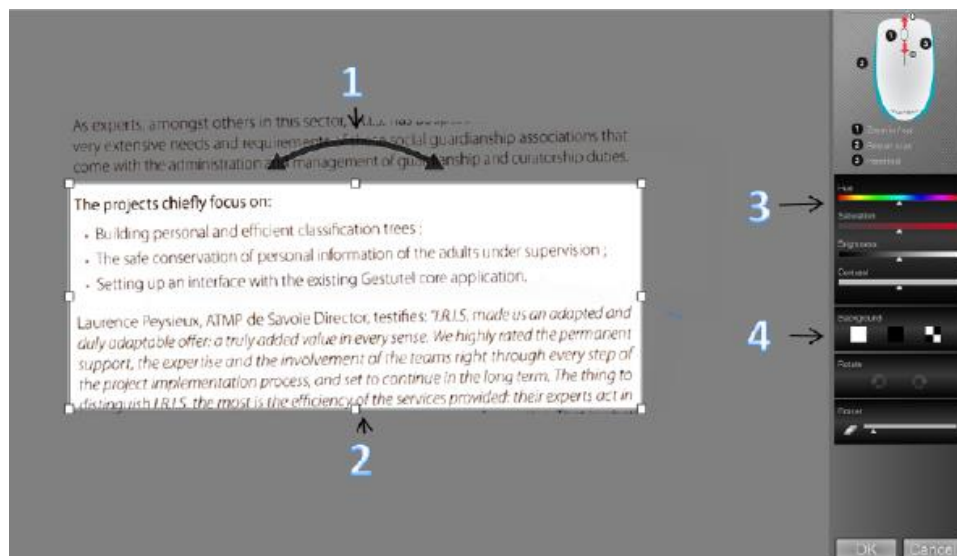 1
As experts, amongst others in this sector, I.R.I.S. has
very extensive needs and requirements of these social guardianship associations that
come with the administration and management of guardianship and curatorship duties.
The projects chiefly focus on:
• Building personal and efficient classification trees ;
• The safe conservation of personal information of the adults under supervision ;
• Setting up an interface with the existing Gestutel core application.
Laurence Peysieux, ATMP de Savoie Director, testifies: "I.R.I.S. made us an adapted and
duly adaptable offer: a truly added value in every sense. We highly rated the permanent
support, the expertise and the involvement of the teams right through every step of
the project implementation process, and set to continue in the long term. The thing to
distinguish I.R.I.S. the most is the efficiency of the services provided: their experts act in
2
1
3
2
1
2
3
3
Hue
Saturation
Brightness
Contrast
4
Background
Rotate
Eraser
OK Cancel